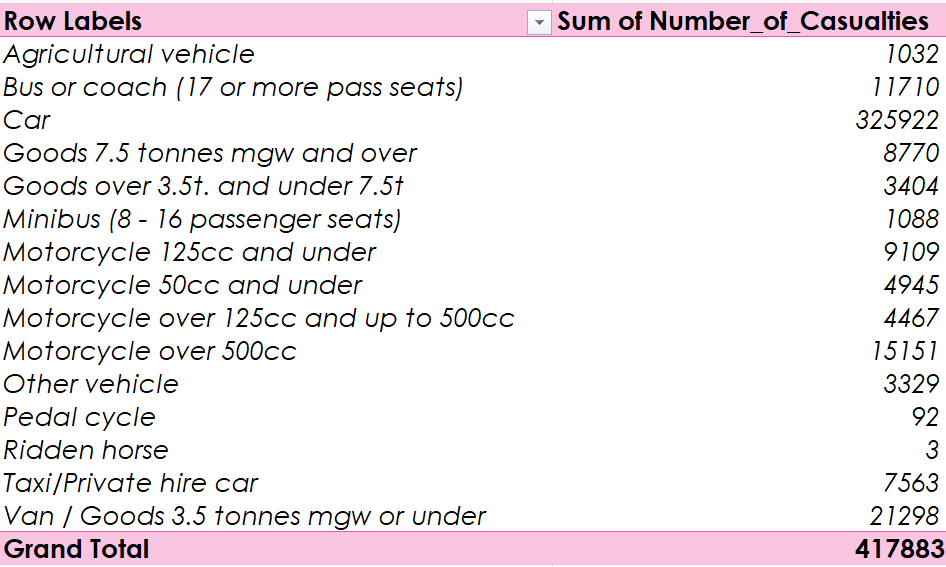 Row Labels Sum of Number_of_Casualties
Agricultural vehicle 1032
Bus or coach (17 or more pass seats) 11710
Car 325922
Goods 7.5 tonnes mgw and over 8770
Goods over 3.5t. and under 7.5t 3404
Minibus (8 - 16 passenger seats) 1088
Motorcycle 125cc and under 9109
Motorcycle 50cc and under 4945
Motorcycle over 125cc and up to 500cc 4467
Motorcycle over 500cc 15151
Other vehicle 3329
Pedal cycle 92
Ridden horse 3
Taxi/Private hire car 7563
Van / Goods 3.5 tonnes mgw or under 21298
Grand Total 417883